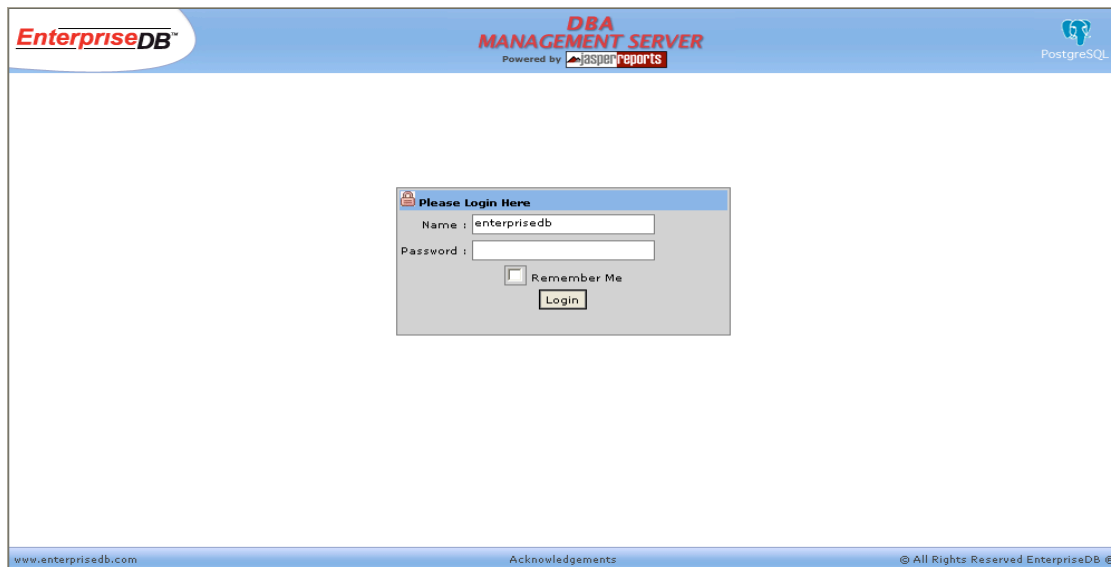 EnterpriseDB™
DBA
MANAGEMENT SERVER
Powered by jasperreports
PostgreSQL
Please Login Here
Name : enterprisedb
Password :
Remember Me
Login
www.enterprisedb.com
Acknowledgements
© All Rights Reserved EnterpriseDB ©